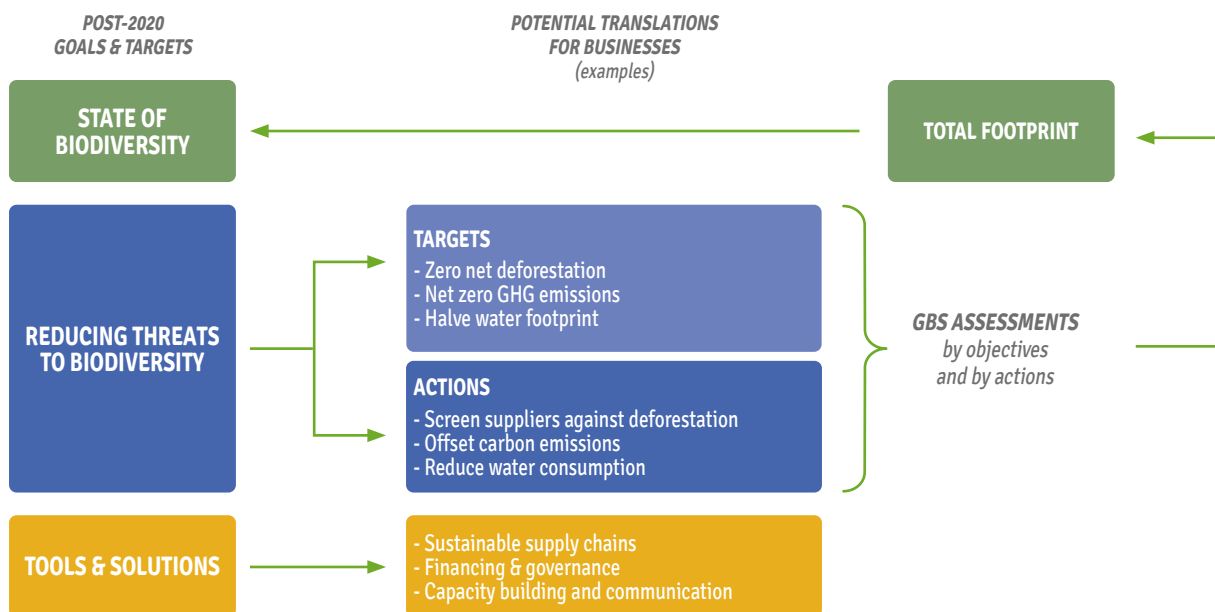 POST-2020
GOALS & TARGETS
POTENTIAL TRANSLATIONS
FOR BUSINESSES
(examples)
STATE OF
BIODIVERSITY
TOTAL FOOTPRINT
REDUCING THREATS
TO BIODIVERSITY
TARGETS
- Zero net deforestation
- Net zero GHG emissions
- Halve water footprint
ACTIONS
- Screen suppliers against deforestation
- Offset carbon emissions
- Reduce water consumption
GBS ASSESSMENTS
by objectives
and by actions
TOOLS & SOLUTIONS
- Sustainable supply chains
- Financing & governance
- Capacity building and communication